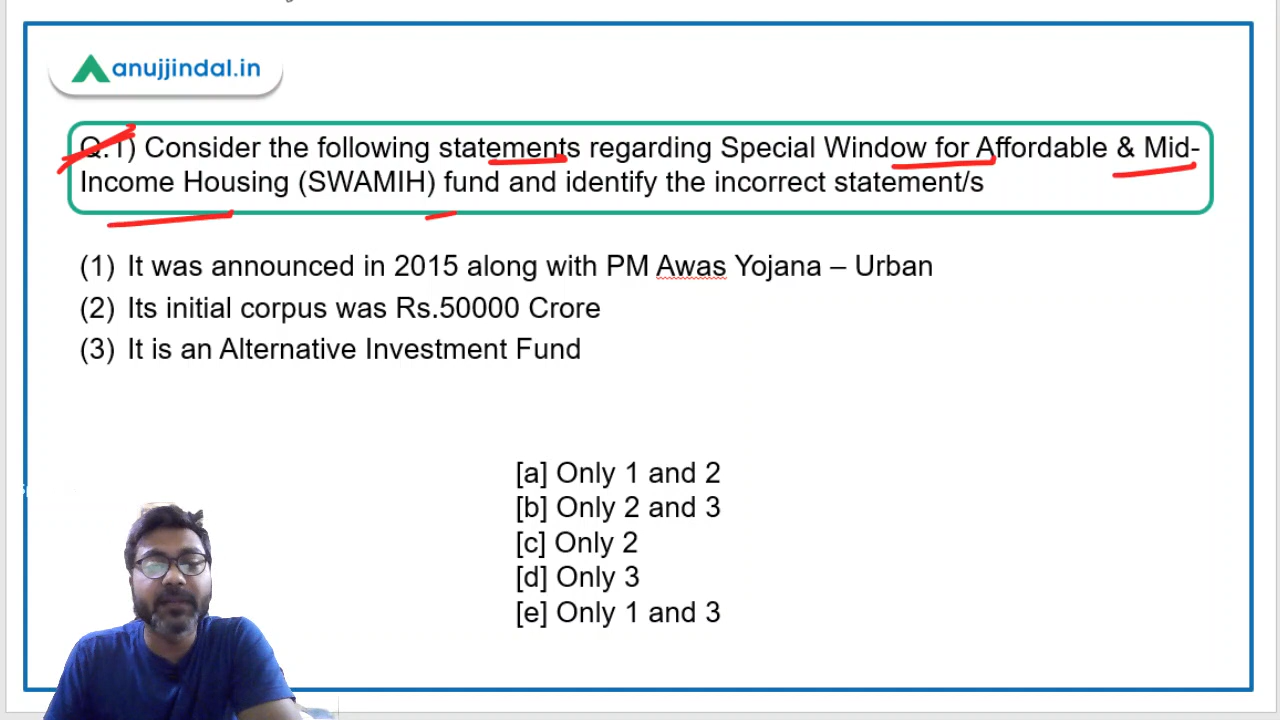 anujjindal.in
Q.1) Consider the following statements regarding Special Window for Affordable & Mid-
Income Housing (SWAMIH) fund and identify the incorrect statement/s
(1) It was announced in 2015 along with PM Awas Yojana – Urban
(2) Its initial corpus was Rs.50000 Crore
(3) It is an Alternative Investment Fund
[a] Only 1 and 2
[b] Only 2 and 3
[c] Only 2
[d] Only 3
[e] Only 1 and 3